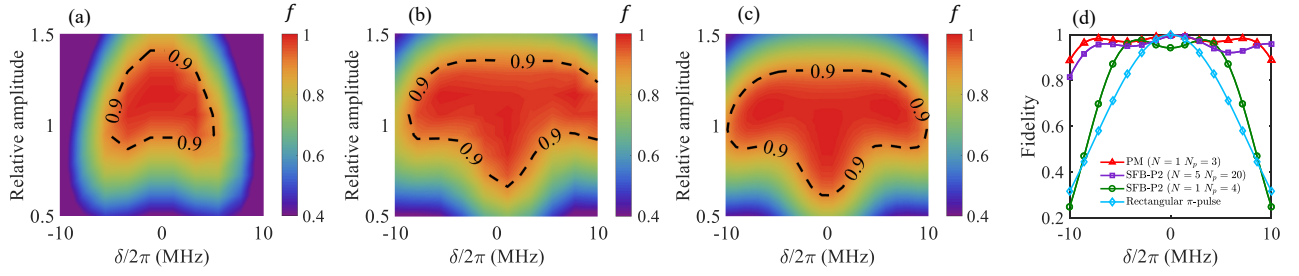 (a)
f
Relative amplitude
1.5
1
0.5
0.9
0.9
-10
0
10
δ/2π (MHz)
1
0.8
0.6
0.4
(b)
f
Relative amplitude
1.5
1
0.5
0.9
0.9
0.9
0.9
-10
0
10
δ/2π (MHz)
1
0.8
0.6
0.4
(c)
f
Relative amplitude
1.5
1
0.5
0.9
0.9
0.9
0.9
0.9
-10
0
10
δ/2π (MHz)
1
0.8
0.6
0.4
(d)
Fidelity
1
0.8
0.6
0.4
0.2
PM (N = 1 Np = 3)
SFB-P2 (N = 5 Np = 20)
SFB-P2 (N = 1 Np = 4)
Rectangular π-pulse
-10
0
10
δ/2π (MHz)